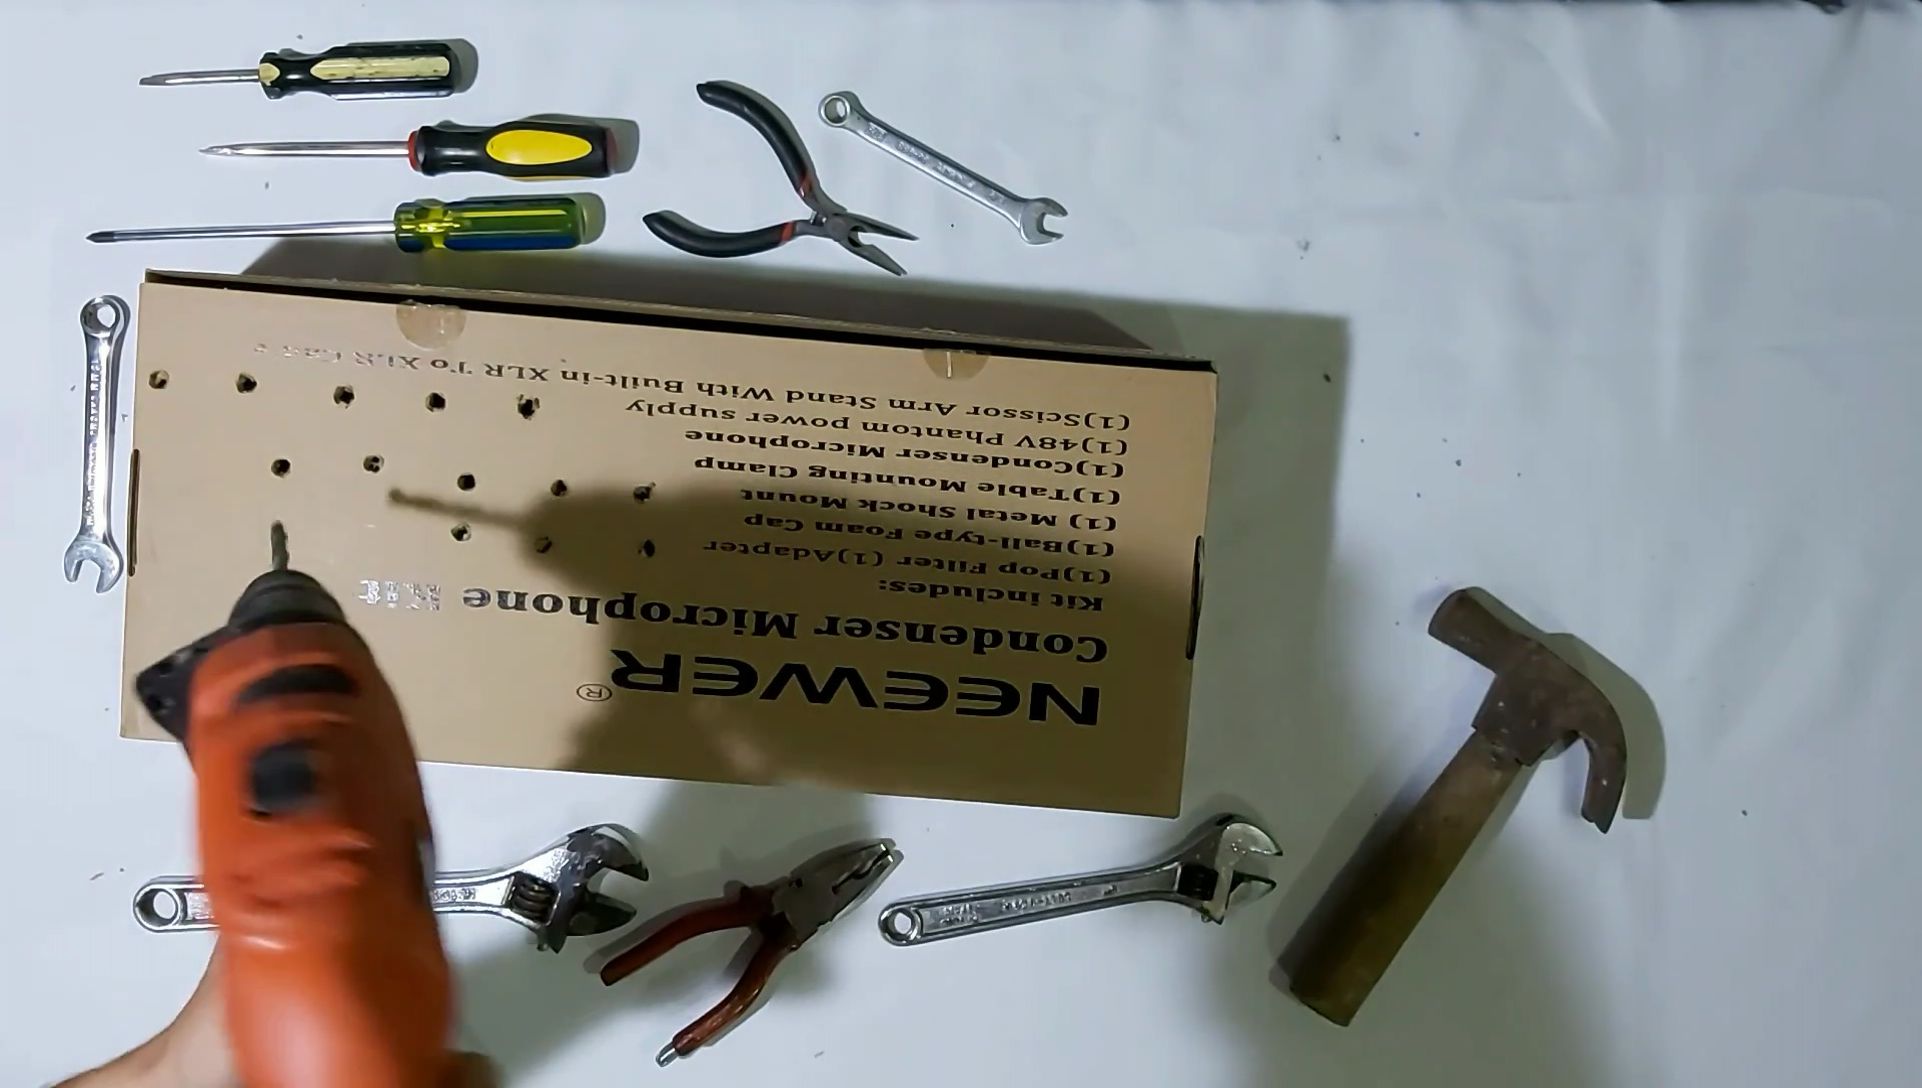 NEEWER®
Condenser Microphone Kit
Kit includes:
(1)Pop Filter (1)Adapter
(1)Ball-type Foam Cap
(1) Metal Shock Mount
(1)Table Mounting Clamp
(1)Condenser Microphone
(1)48V Phantom power supply
(1)Scissor Arm Stand With Built-in XLR To XLR